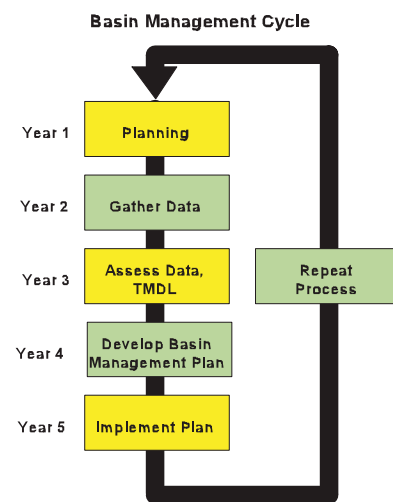 Basin Management Cycle
Year 1
Planning
Year 2
Gather Data
Year 3
Assess Data,
TMDL
Repeat
Process
Year 4
Develop Basin
Management Plan
Year 5
Implement Plan